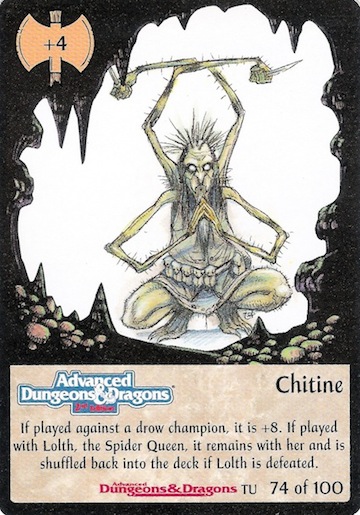 +4
Advanced
Dungeons & Dragons
2nd Edition
Chitine
If played against a drow champion, it is +8. If played
with Lolth, the Spider Queen, it remains with her and is
shuffled back into the deck if Lolth is defeated.
Advanced
Dungeons & Dragons TU 74 of 100